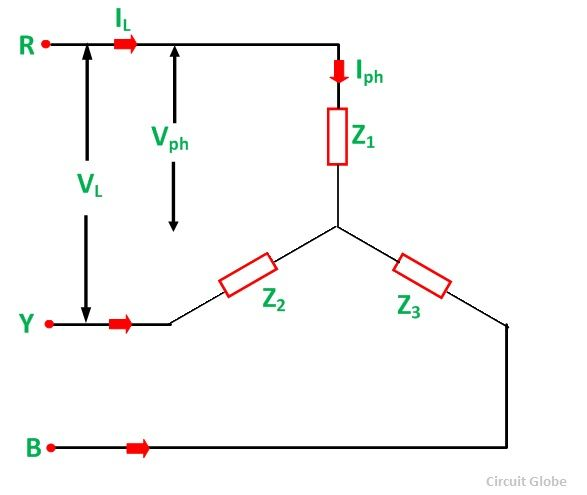 I_L
R
I_ph
V_ph
Z_1
V_L
Z_2
Z_3
Y
B
Circuit Globe